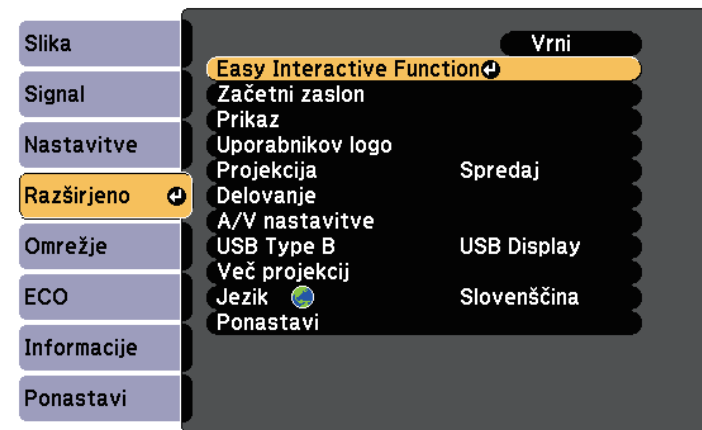 Slika
Signal
Nastavitve
Razširjeno
Omrežje
ECO
Informacije
Ponastavi
Vrni
Easy Interactive Function
Začetni zaslon
Prikaz
Uporabnikov logo
Projekcija Spredaj
Delovanje
A/V nastavitve
USB Type B USB Display
Več projekcij
Jezik Slovenščina
Ponastavi